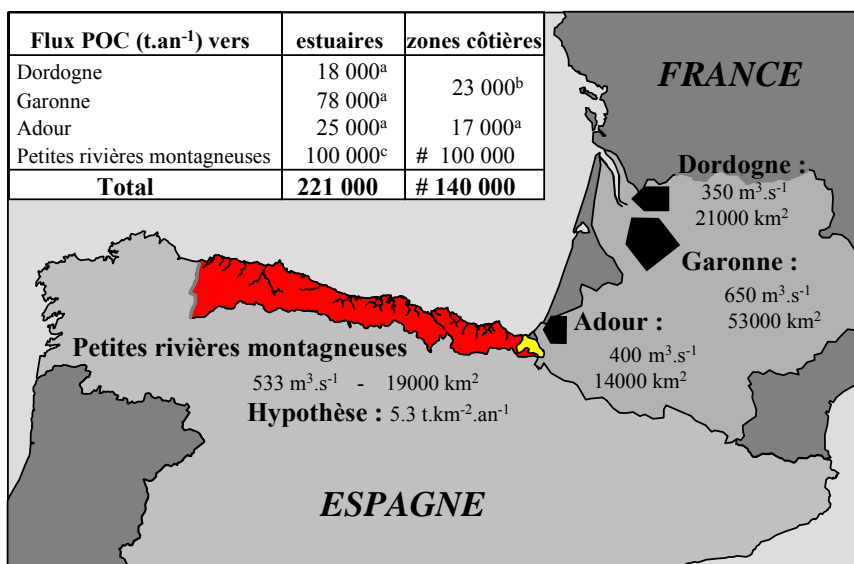 Flux POC (t.an⁻¹) vers estuaires zones côtières
Dordogne 18 000ᵃ
23 000ᵇ
Garonne 78 000ᵃ
Adour 25 000ᵃ 17 000ᵃ
Petites rivières montagneuses 100 000ᶜ # 100 000
Total 221 000 # 140 000
FRANCE
Dordogne :
350 m³.s⁻¹
21000 km²
Garonne :
650 m³.s⁻¹
53000 km²
Adour :
400 m³.s⁻¹
14000 km²
Petites rivières montagneuses
533 m³.s⁻¹ - 19000 km²
Hypothèse : 5.3 t.km⁻².an⁻¹
ESPAGNE